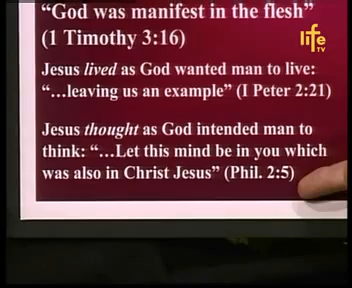 “God was manifest in the flesh”
(1 Timothy 3:16)
life
TV
Jesus lived as God wanted man to live:
“…leaving us an example” (I Peter 2:21)
Jesus thought as God intended man to
think: “…Let this mind be in you which
was also in Christ Jesus” (Phil. 2:5)